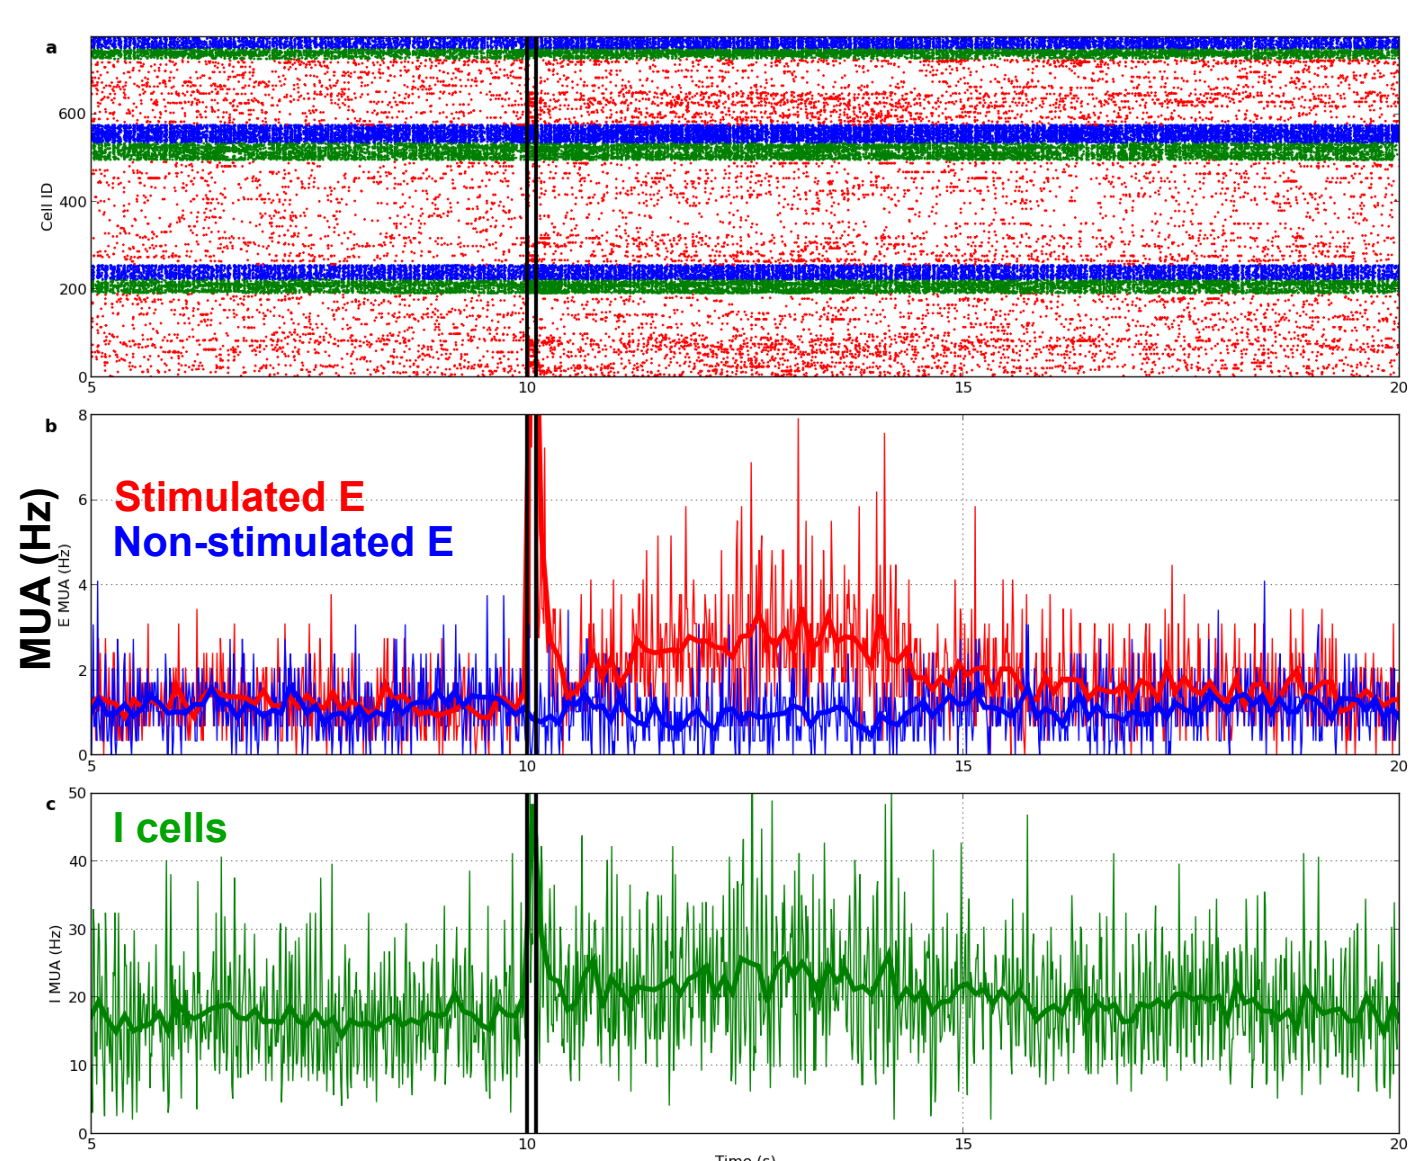 a
600
400
200
0
Cell ID
5 10 15 20
b
8
6
4
2
0
MUA (Hz)
E MUA (Hz)
Stimulated E
Non-stimulated E
5 10 15 20
c
50
40
30
20
10
0
I MUA (Hz)
I cells
5 10 15 20
Time (s)